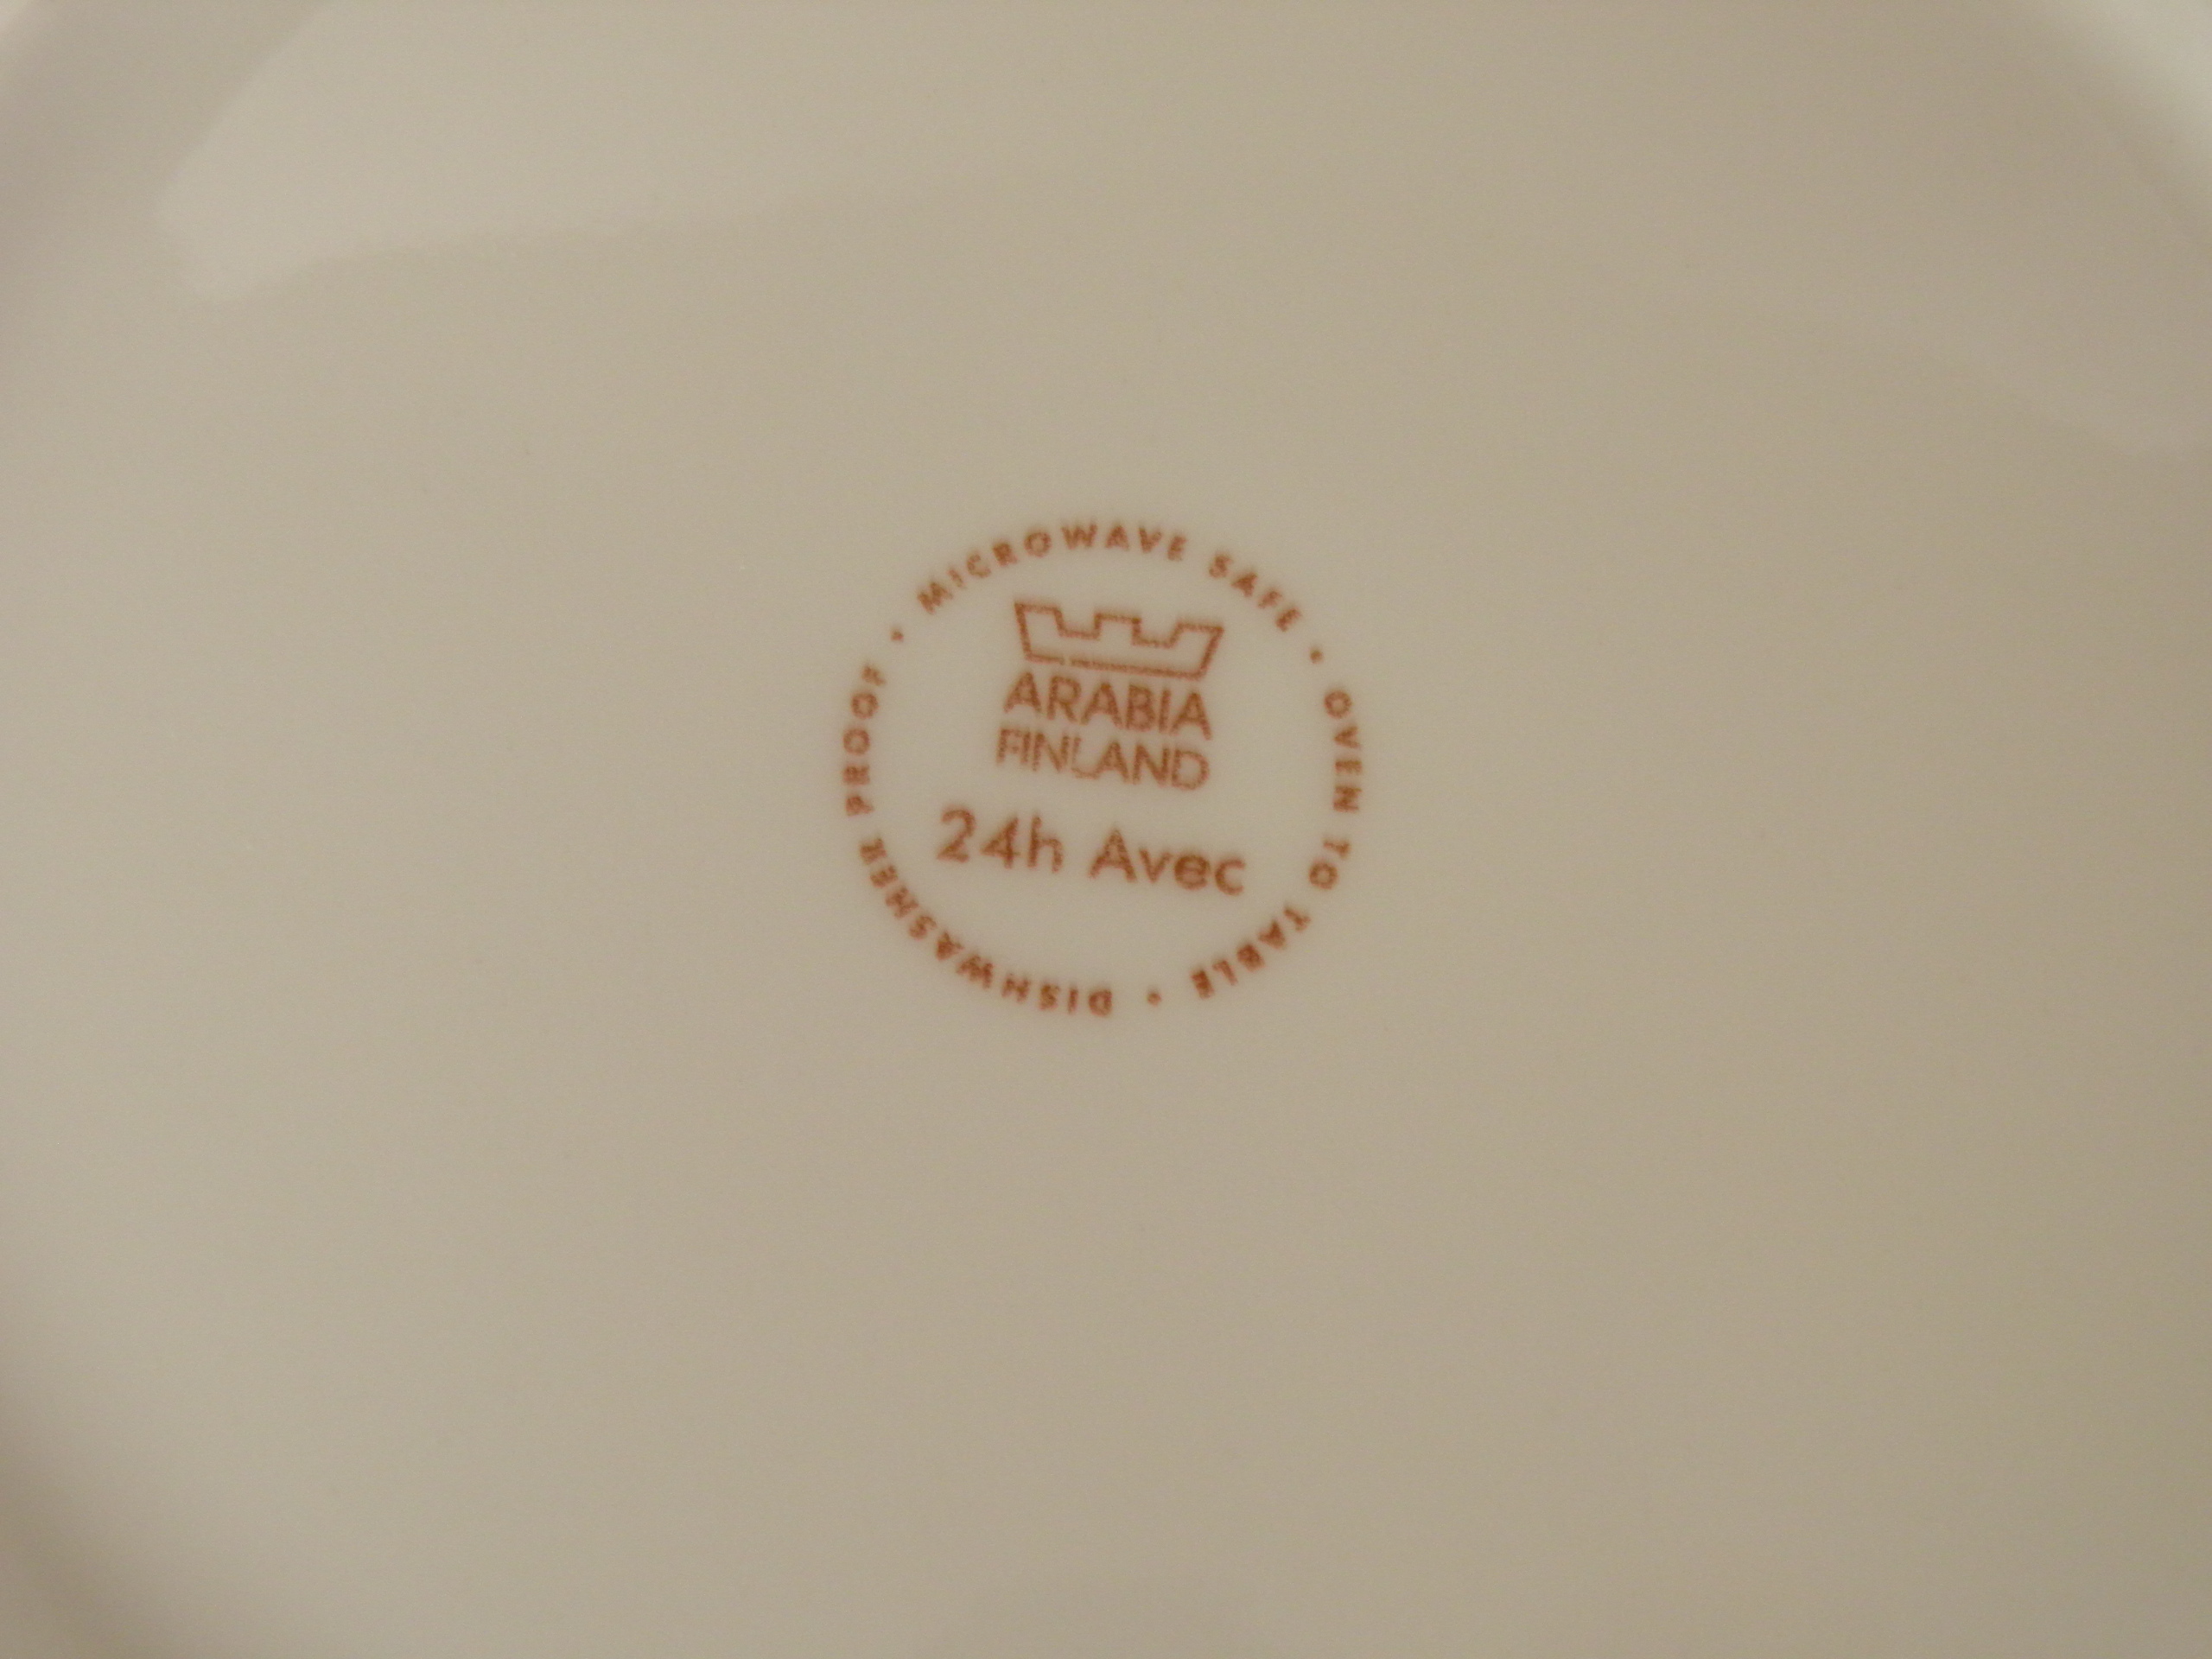 MICROWAVE SAFE • OVEN TO TABLE • DISHWASHER PROOF •
ARABIA
FINLAND
24h Avec